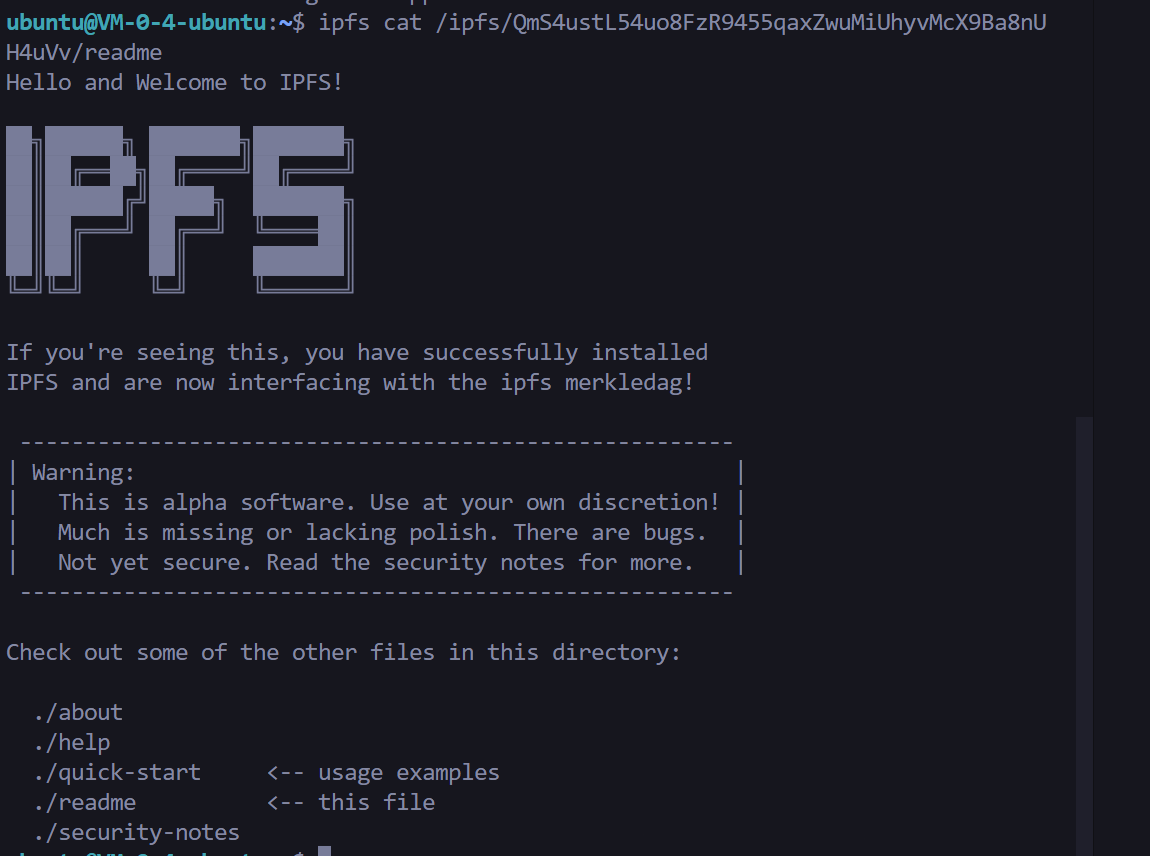 ubuntu@VM-0-4-ubuntu:~$ ipfs cat /ipfs/QmS4ustL54uo8FzR9455qaxZwuMiUhyvMcX9Ba8nU
H4uVv/readme
Hello and Welcome to IPFS!
IPFS
If you're seeing this, you have successfully installed
IPFS and are now interfacing with the ipfs merkledag!
-------------------------------------------------------
| Warning: |
| This is alpha software. Use at your own discretion! |
| Much is missing or lacking polish. There are bugs. |
| Not yet secure. Read the security notes for more. |
-------------------------------------------------------
Check out some of the other files in this directory:
./about
./help
./quick-start <-- usage examples
./readme <-- this file
./security-notes